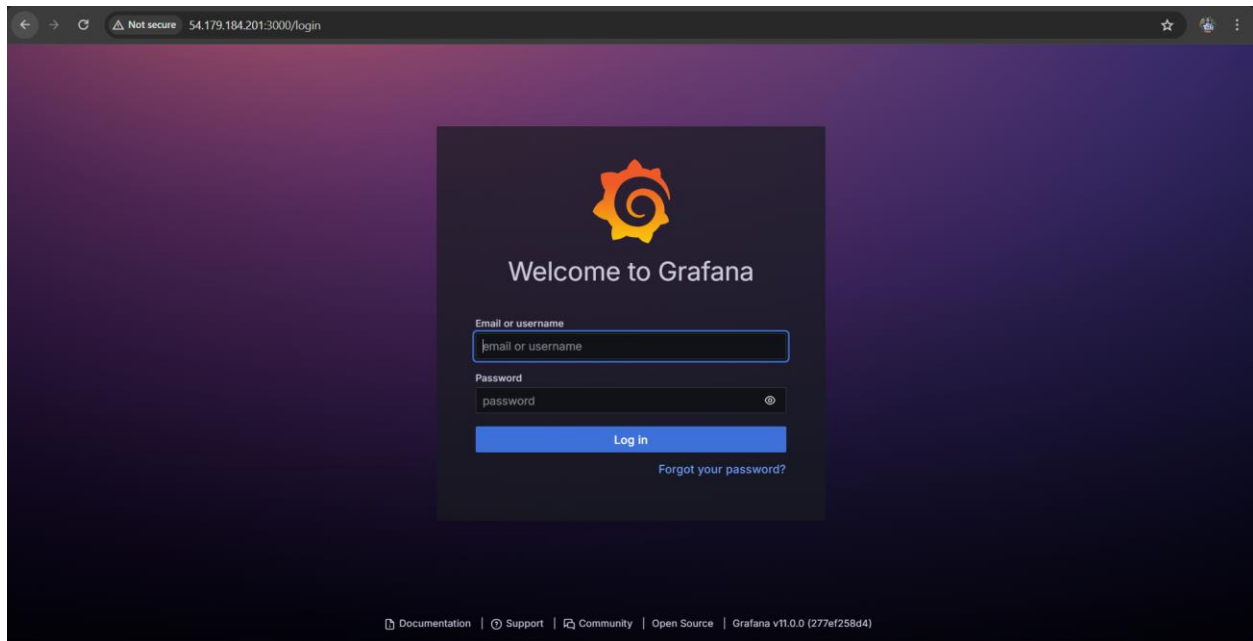 Not secure 54.179.184.201:3000/login
Welcome to Grafana
Email or username
email or username
Password
password
Log in
Forgot your password?
Documentation | Support | Community | Open Source | Grafana v11.0.0 (277ef258d4)